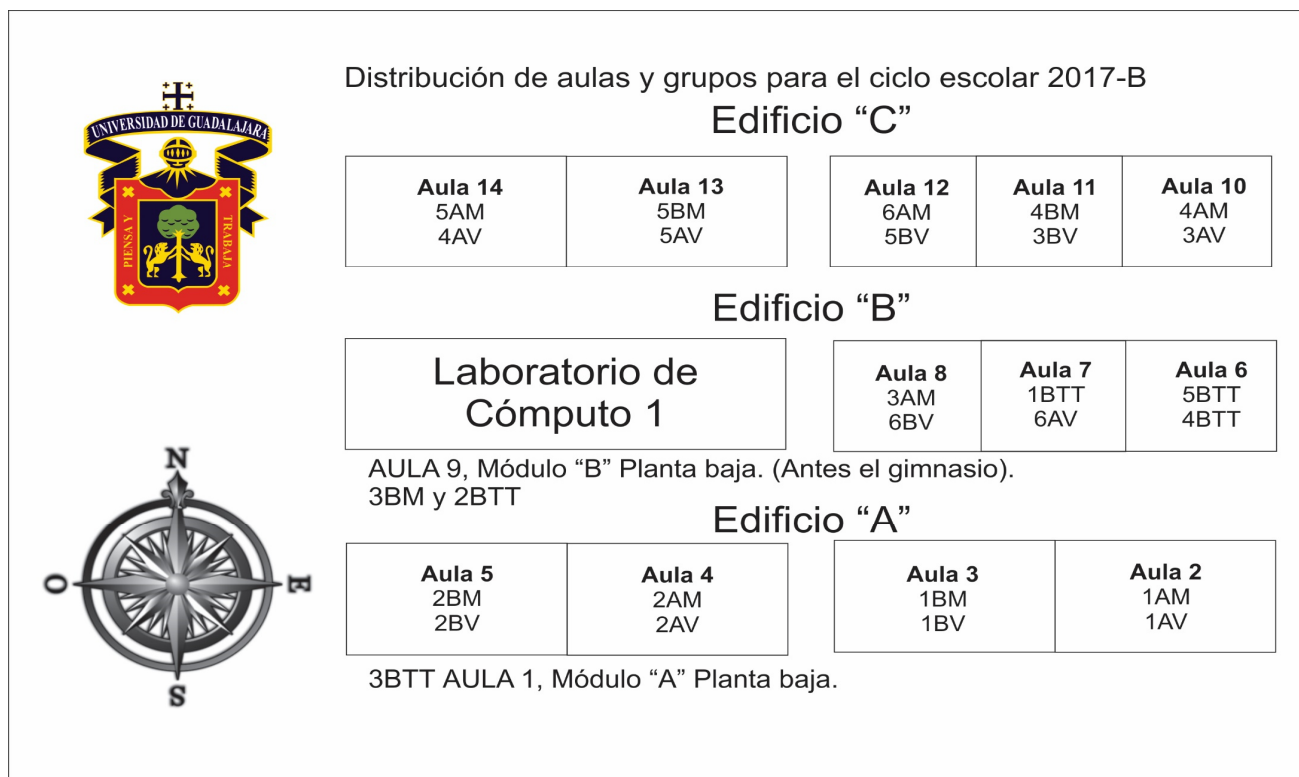 Distribución de aulas y grupos para el ciclo escolar 2017-B
UNIVERSIDAD DE GUADALAJARA
PIENSA Y
TRABAJA
Edificio “C”
Aula 14
5AM
4AV
Aula 13
5BM
5AV
Aula 12
6AM
5BV
Aula 11
4BM
3BV
Aula 10
4AM
3AV
Edificio “B”
Laboratorio de
Cómputo 1
Aula 8
3AM
6BV
Aula 7
1BTT
6AV
Aula 6
5BTT
4BTT
AULA 9, Módulo “B” Planta baja. (Antes el gimnasio).
3BM y 2BTT
N
O
E
S
Edificio “A”
Aula 5
2BM
2BV
Aula 4
2AM
2AV
Aula 3
1BM
1BV
Aula 2
1AM
1AV
3BTT AULA 1, Módulo “A” Planta baja.